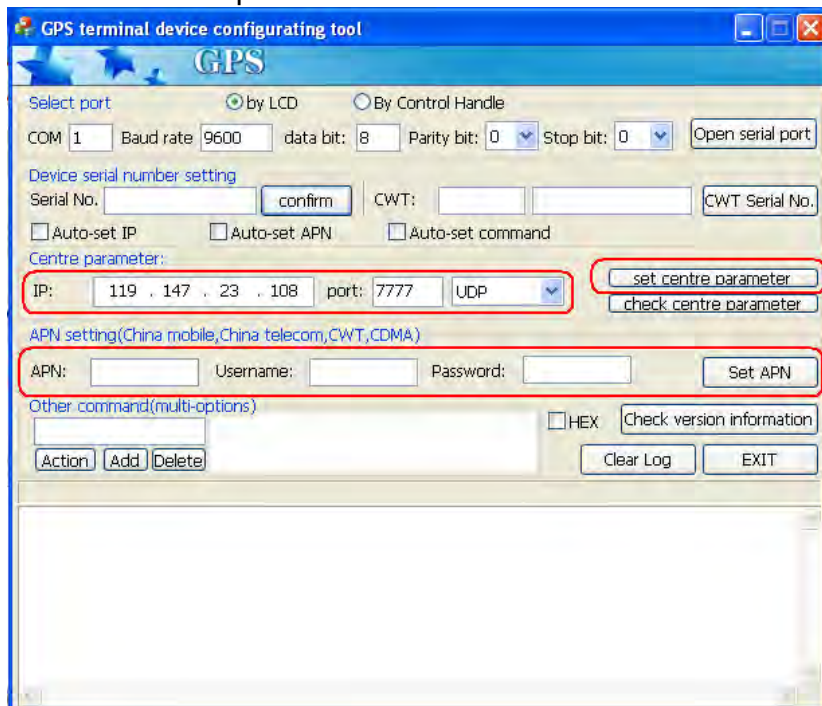 GPS terminal device configurating tool
GPS
Select port by LCD By Control Handle
COM 1 Baud rate 9600 data bit: 8 Parity bit: 0 Stop bit: 0 Open serial port
Device serial number setting
Serial No. confirm CWT: CWT Serial No.
Auto-set IP Auto-set APN Auto-set command
Centre parameter:
set centre parameter
IP: 119 . 147 . 23 . 108 port: 7777 UDP
check centre parameter
APN setting(China mobile,China telecom,CWT,CDMA)
APN: Username: Password: Set APN
Other command(multi-options)
HEX Check version information
Action Add Delete Clear Log EXIT